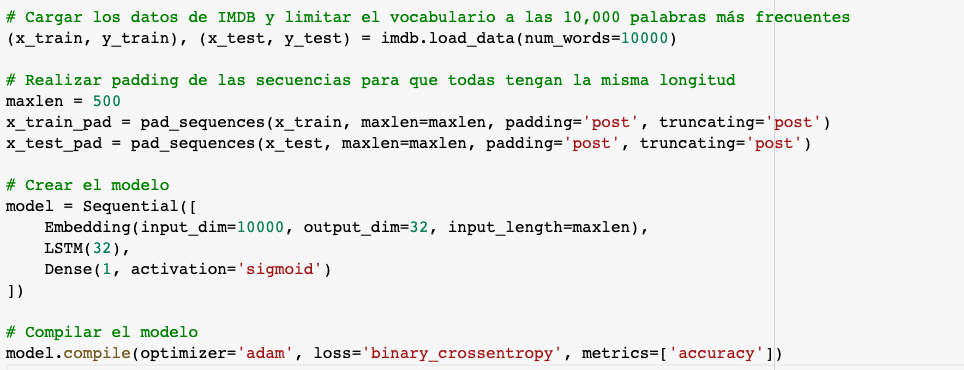 # Cargar los datos de IMDB y limitar el vocabulario a las 10,000 palabras más frecuentes
(x_train, y_train), (x_test, y_test) = imdb.load_data(num_words=10000)

# Realizar padding de las secuencias para que todas tengan la misma longitud
maxlen = 500
x_train_pad = pad_sequences(x_train, maxlen=maxlen, padding='post', truncating='post')
x_test_pad = pad_sequences(x_test, maxlen=maxlen, padding='post', truncating='post')

# Crear el modelo
model = Sequential([
    Embedding(input_dim=10000, output_dim=32, input_length=maxlen),
    LSTM(32),
    Dense(1, activation='sigmoid')
])

# Compilar el modelo
model.compile(optimizer='adam', loss='binary_crossentropy', metrics=['accuracy'])